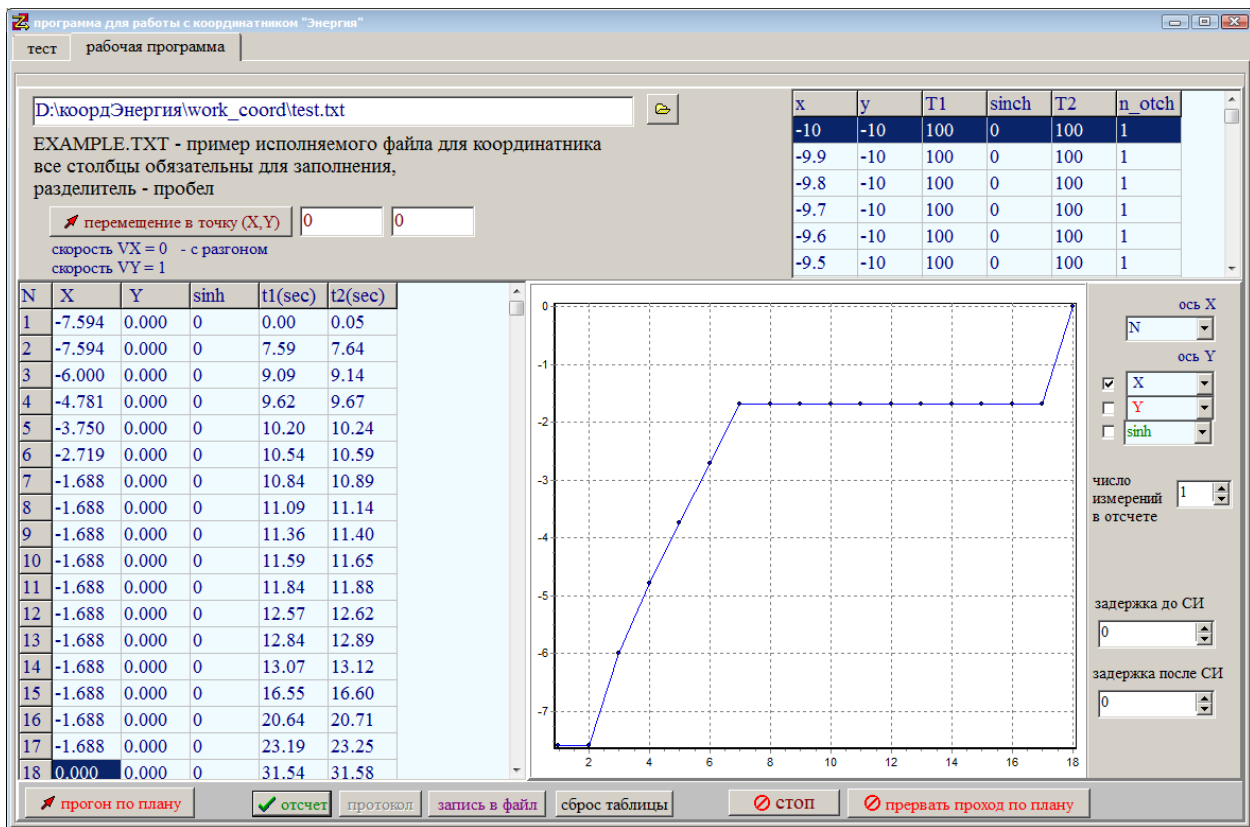 программа для работы с координатником "Энергия"
тест рабочая программа
D:\коордЭнергия\work_coord\test.txt
EXAMPLE.TXT - пример исполняемого файла для координатника
все столбцы обязательны для заполнения,
разделитель - пробел
перемещение в точку (X,Y) 0 0
скорость VX = 0 - с разгоном
скорость VY = 1
x y T1 sinch T2 n_otch
-10 -10 100 0 100 1
-9.9 -10 100 0 100 1
-9.8 -10 100 0 100 1
-9.7 -10 100 0 100 1
-9.6 -10 100 0 100 1
-9.5 -10 100 0 100 1
N X Y sinh t1(sec) t2(sec)
1 -7.594 0.000 0 0.00 0.05
2 -7.594 0.000 0 7.59 7.64
3 -6.000 0.000 0 9.09 9.14
4 -4.781 0.000 0 9.62 9.67
5 -3.750 0.000 0 10.20 10.24
6 -2.719 0.000 0 10.54 10.59
7 -1.688 0.000 0 10.84 10.89
8 -1.688 0.000 0 11.09 11.14
9 -1.688 0.000 0 11.36 11.40
10 -1.688 0.000 0 11.59 11.65
11 -1.688 0.000 0 11.84 11.88
12 -1.688 0.000 0 12.57 12.62
13 -1.688 0.000 0 12.84 12.89
14 -1.688 0.000 0 13.07 13.12
15 -1.688 0.000 0 16.55 16.60
16 -1.688 0.000 0 20.64 20.71
17 -1.688 0.000 0 23.19 23.25
18 0.000 0.000 0 31.54 31.58
0
-1
-2
-3
-4
-5
-6
-7
2 4 6 8 10 12 14 16 18
ось X
N
ось Y
X
Y
sinh
число
измерений 1
в отсчете
задержка до СИ
0
задержка после СИ
0
прогон по плану отсчет протокол запись в файл сброс таблицы стоп прервать проход по плану